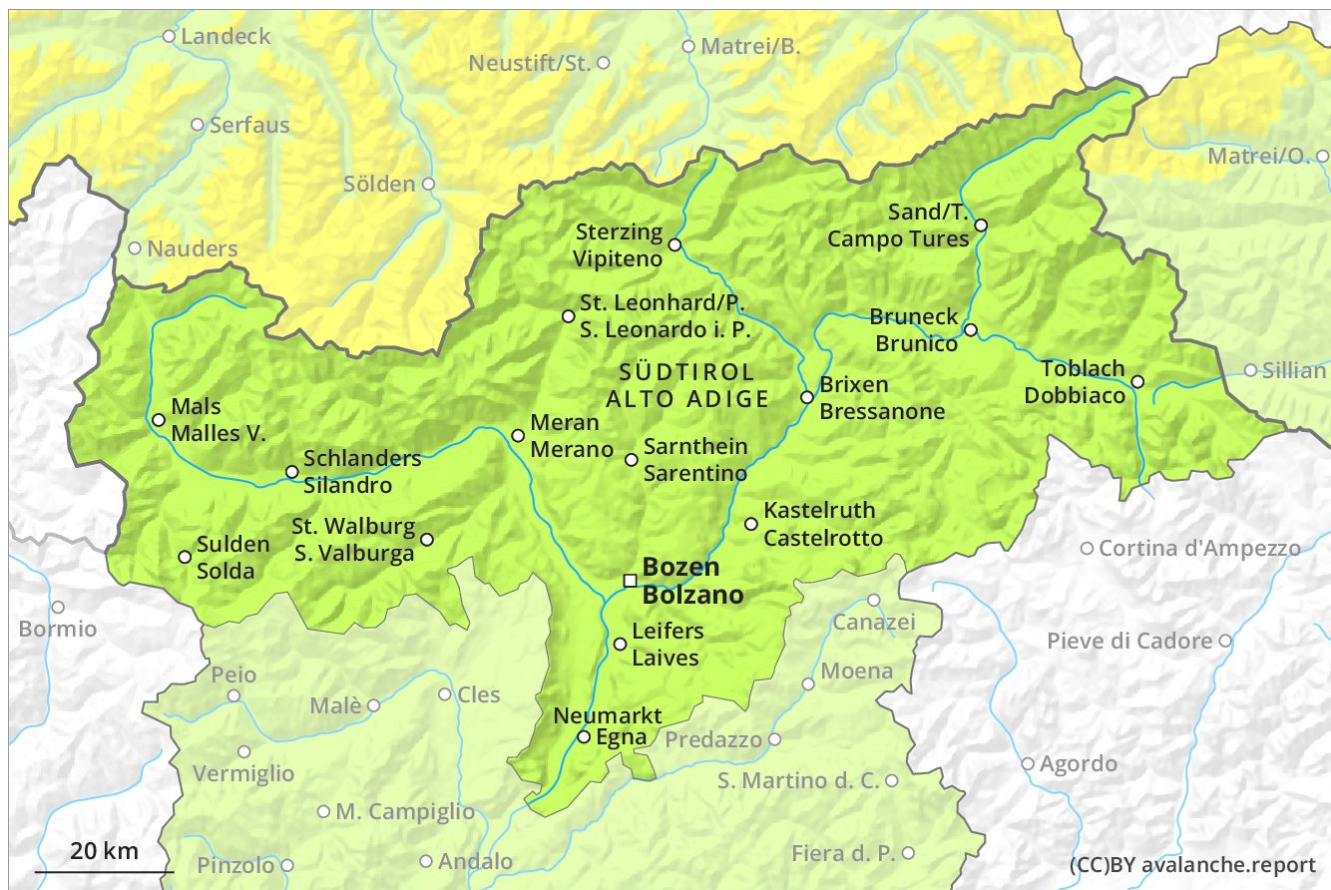 Landeck
Matrei/B.
Neustift/St.
Serfaus
Matrei/O.
Sölden
Sand/T.
Campo Tures
Sterzing
Vipiteno
Nauders
St. Leonhard/P.
S. Leonardo i. P.
Bruneck
Brunico
SÜDTIROL
ALTO ADIGE
Toblach
Dobbiaco
Sillian
Brixen
Bressanone
Mals
Malles V.
Meran
Merano
Sarnthein
Sarentino
Schlanders
Silandro
Kastelruth
Castelrotto
St. Walburg
S. Valburga
Sulden
Solda
Cortina d'Ampezzo
Bozen
Bolzano
Bormio
Canazei
Leifers
Laives
Pieve di Cadore
Peio
Moena
Malè
Cles
Neumarkt
Egna
Predazzo
Vermiglio
Agordo
S. Martino d. C.
M. Campiglio
20 km
Pinzolo
Andalo
Fiera d. P.
(CC)BY avalanche.report